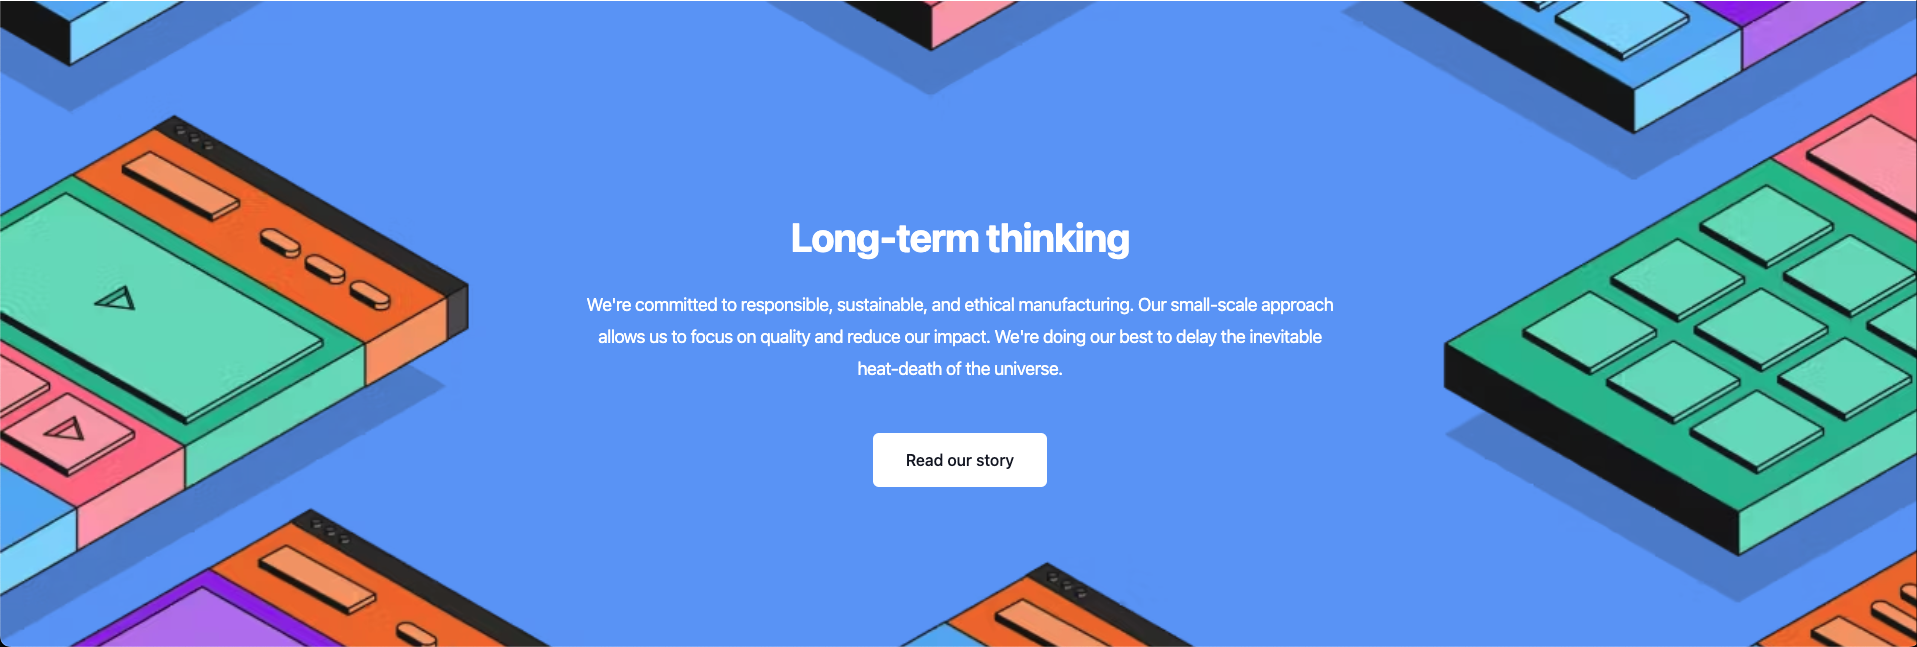 Long-term thinking
We're committed to responsible, sustainable, and ethical manufacturing. Our small-scale approach
allows us to focus on quality and reduce our impact. We're doing our best to delay the inevitable
heat-death of the universe.
Read our story